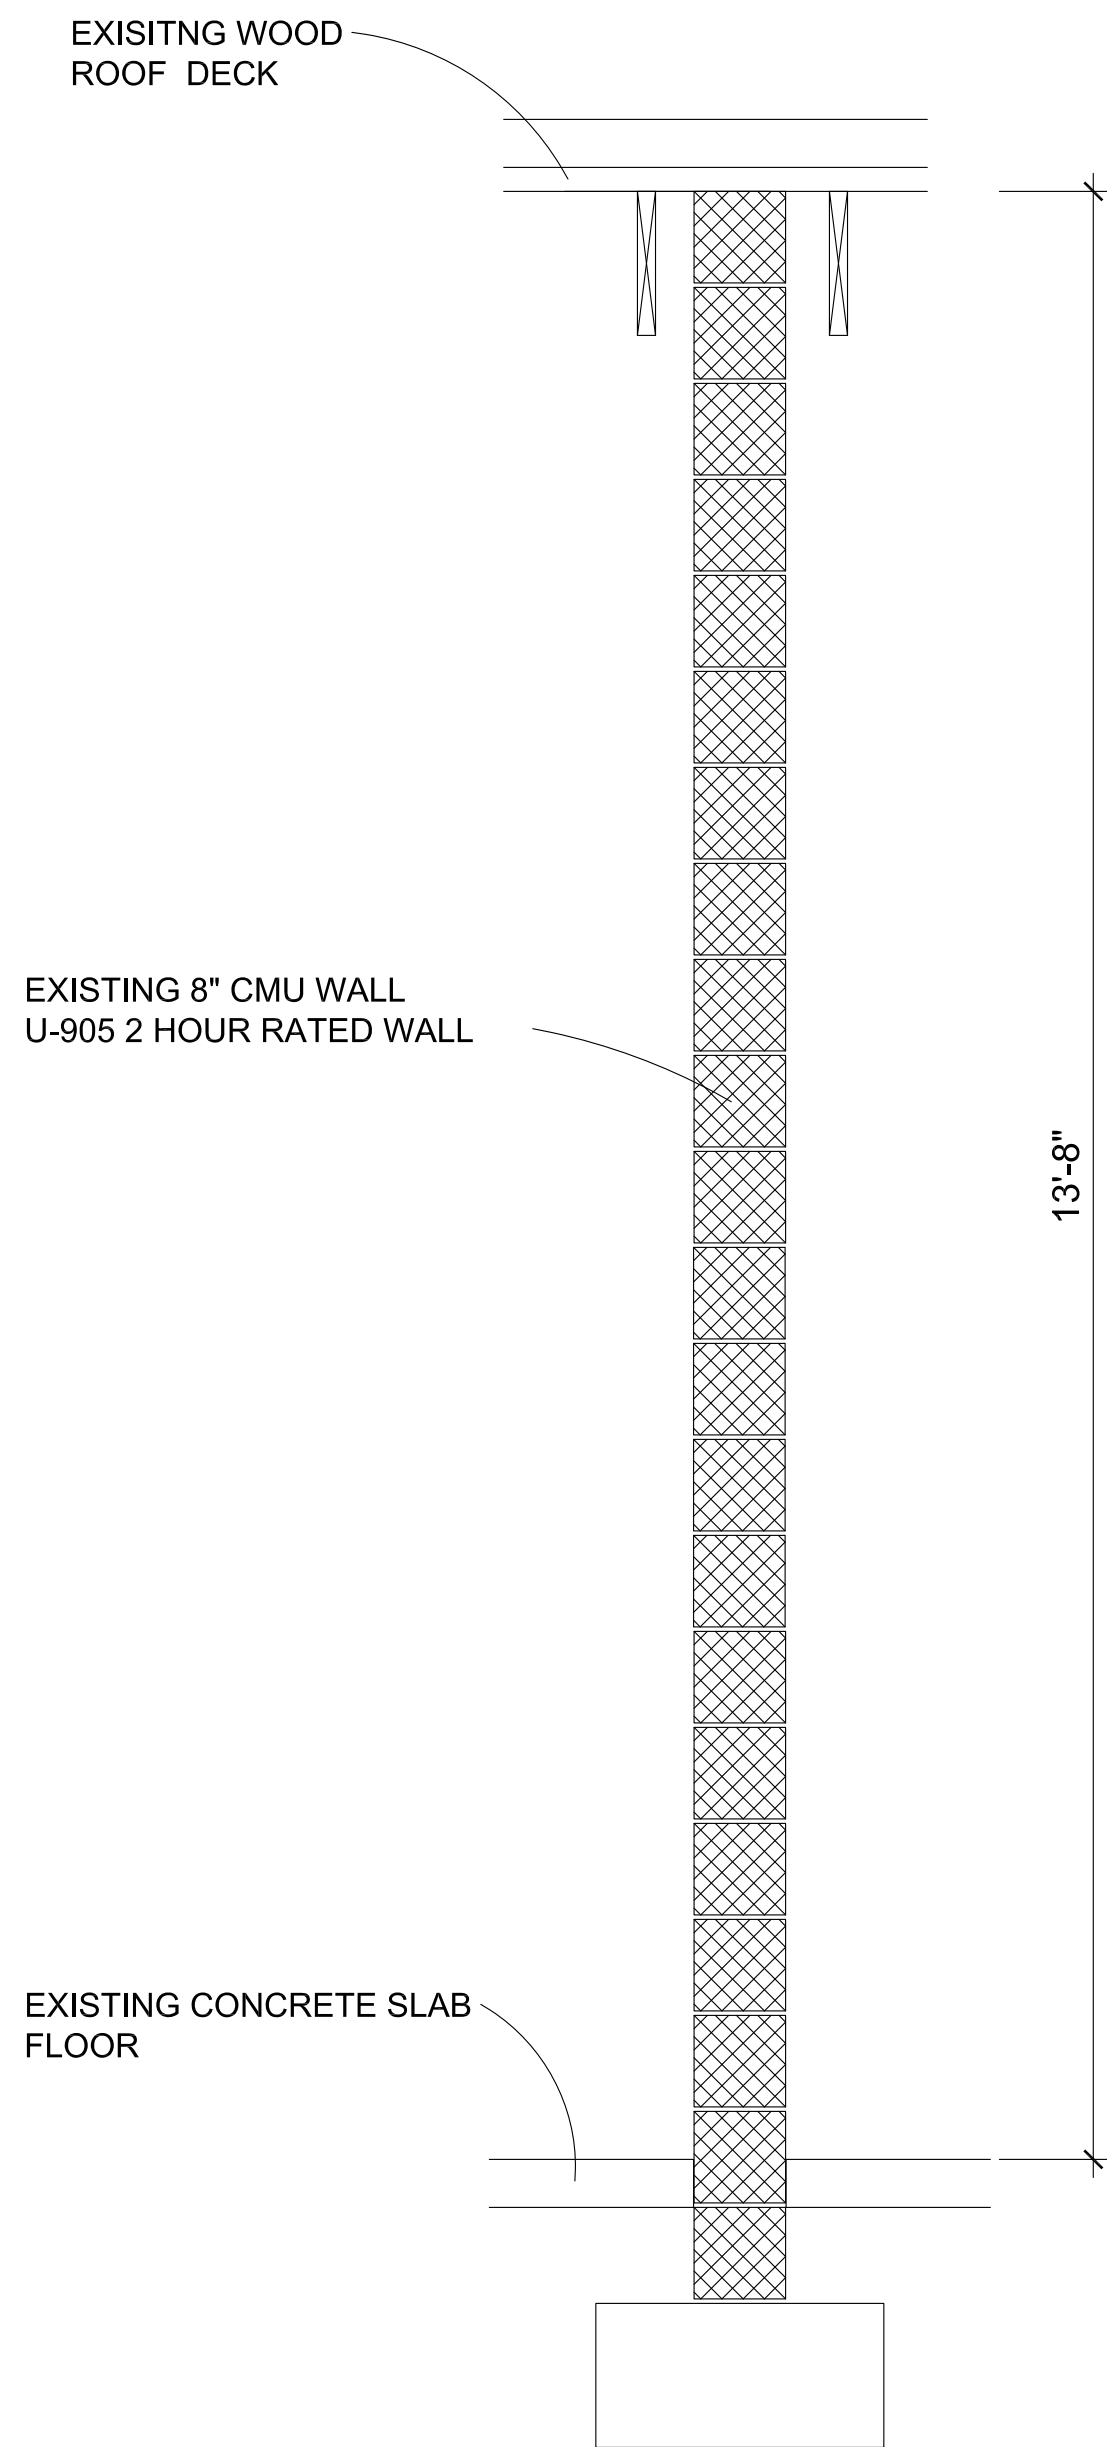 EXISITNG WOOD
ROOF DECK
EXISTING 8" CMU WALL
U-905 2 HOUR RATED WALL
13'-8"
EXISTING CONCRETE SLAB
FLOOR